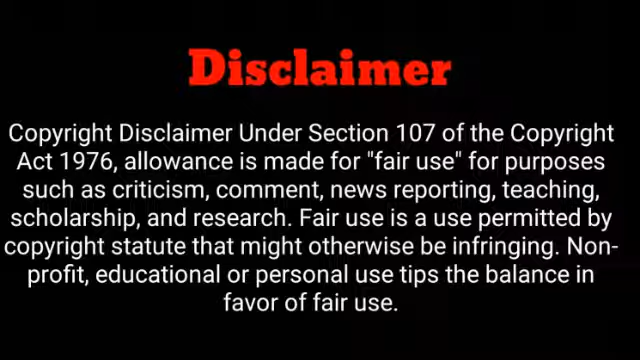 Disclaimer
Copyright Disclaimer Under Section 107 of the Copyright
Act 1976, allowance is made for "fair use" for purposes
such as criticism, comment, news reporting, teaching,
scholarship, and research. Fair use is a use permitted by
copyright statute that might otherwise be infringing. Non-
profit, educational or personal use tips the balance in
favor of fair use.